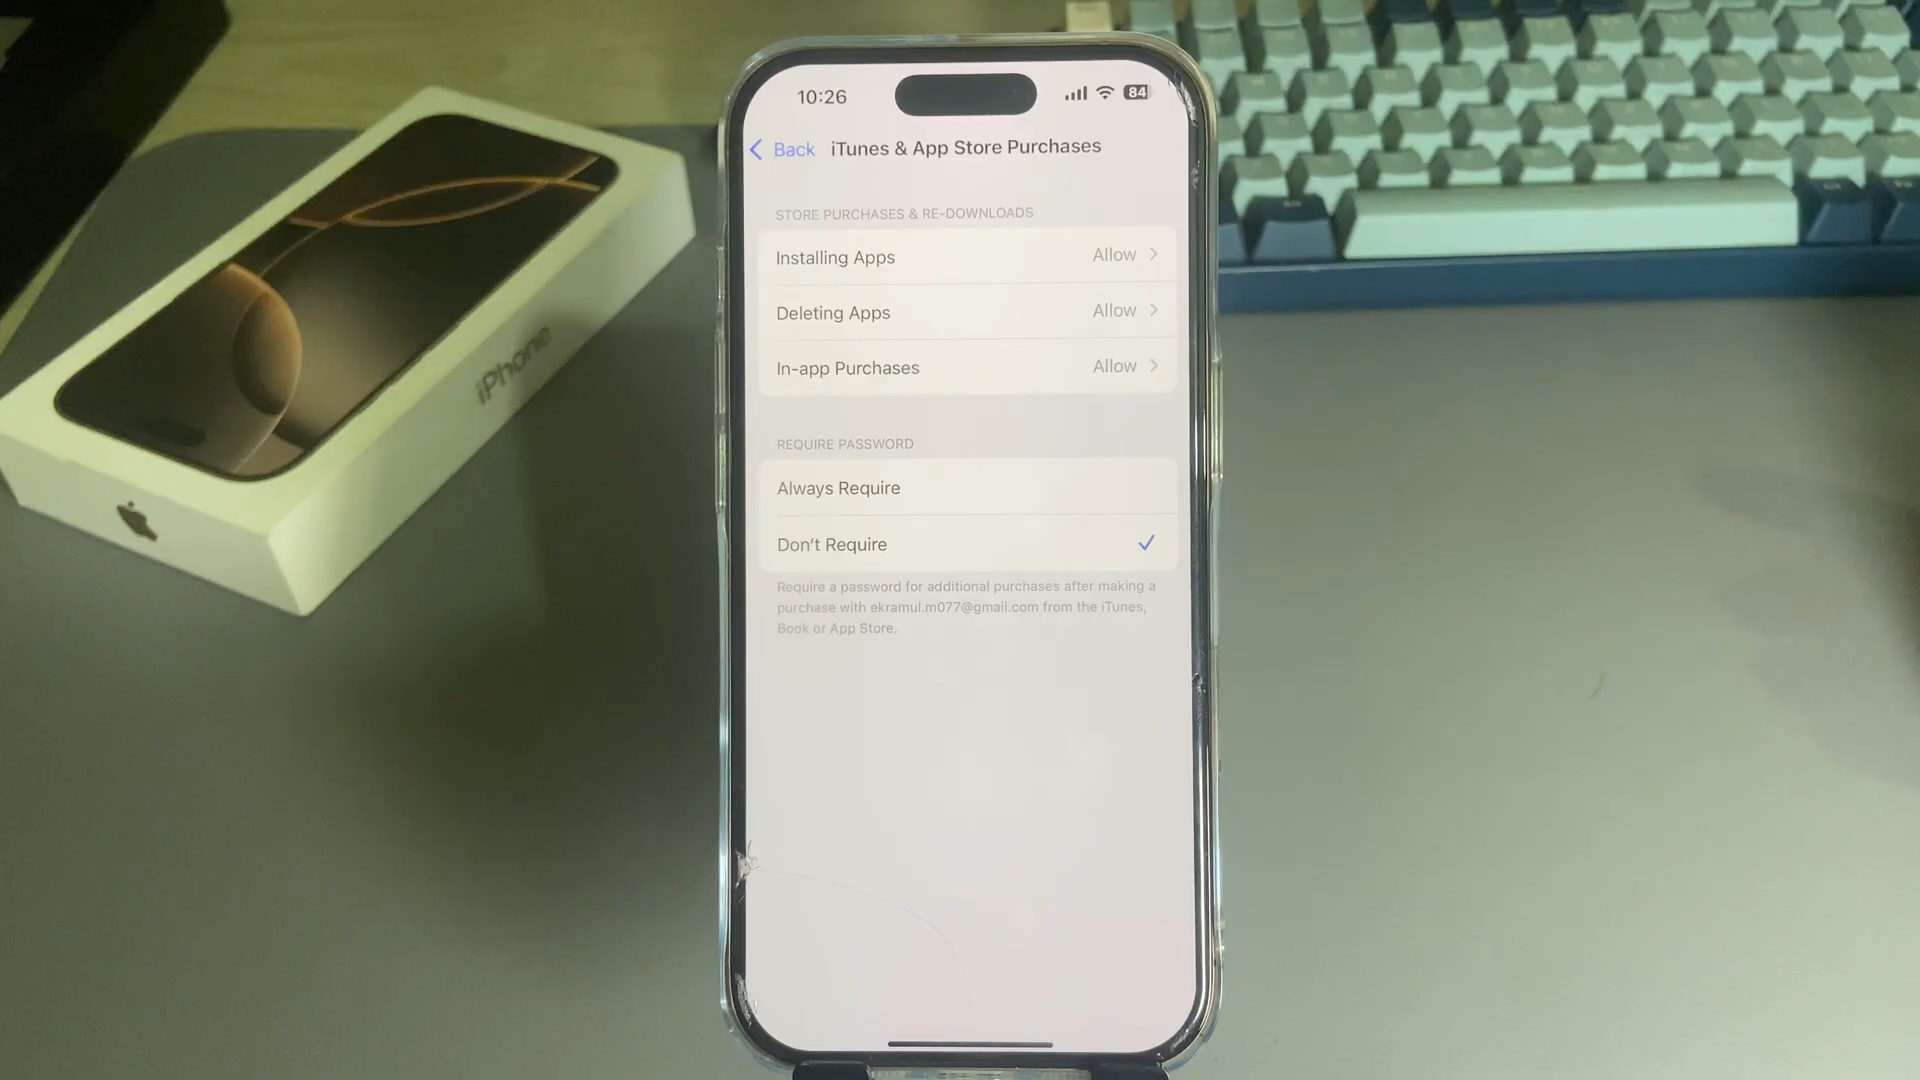 iPhone
10:26
84
Back
iTunes & App Store Purchases
STORE PURCHASES & RE-DOWNLOADS
Installing Apps
Allow
Deleting Apps
Allow
In-app Purchases
Allow
REQUIRE PASSWORD
Always Require
Don't Require
Require a password for additional purchases after making a
purchase with ekramul.m077@gmail.com from the iTunes,
Book or App Store.